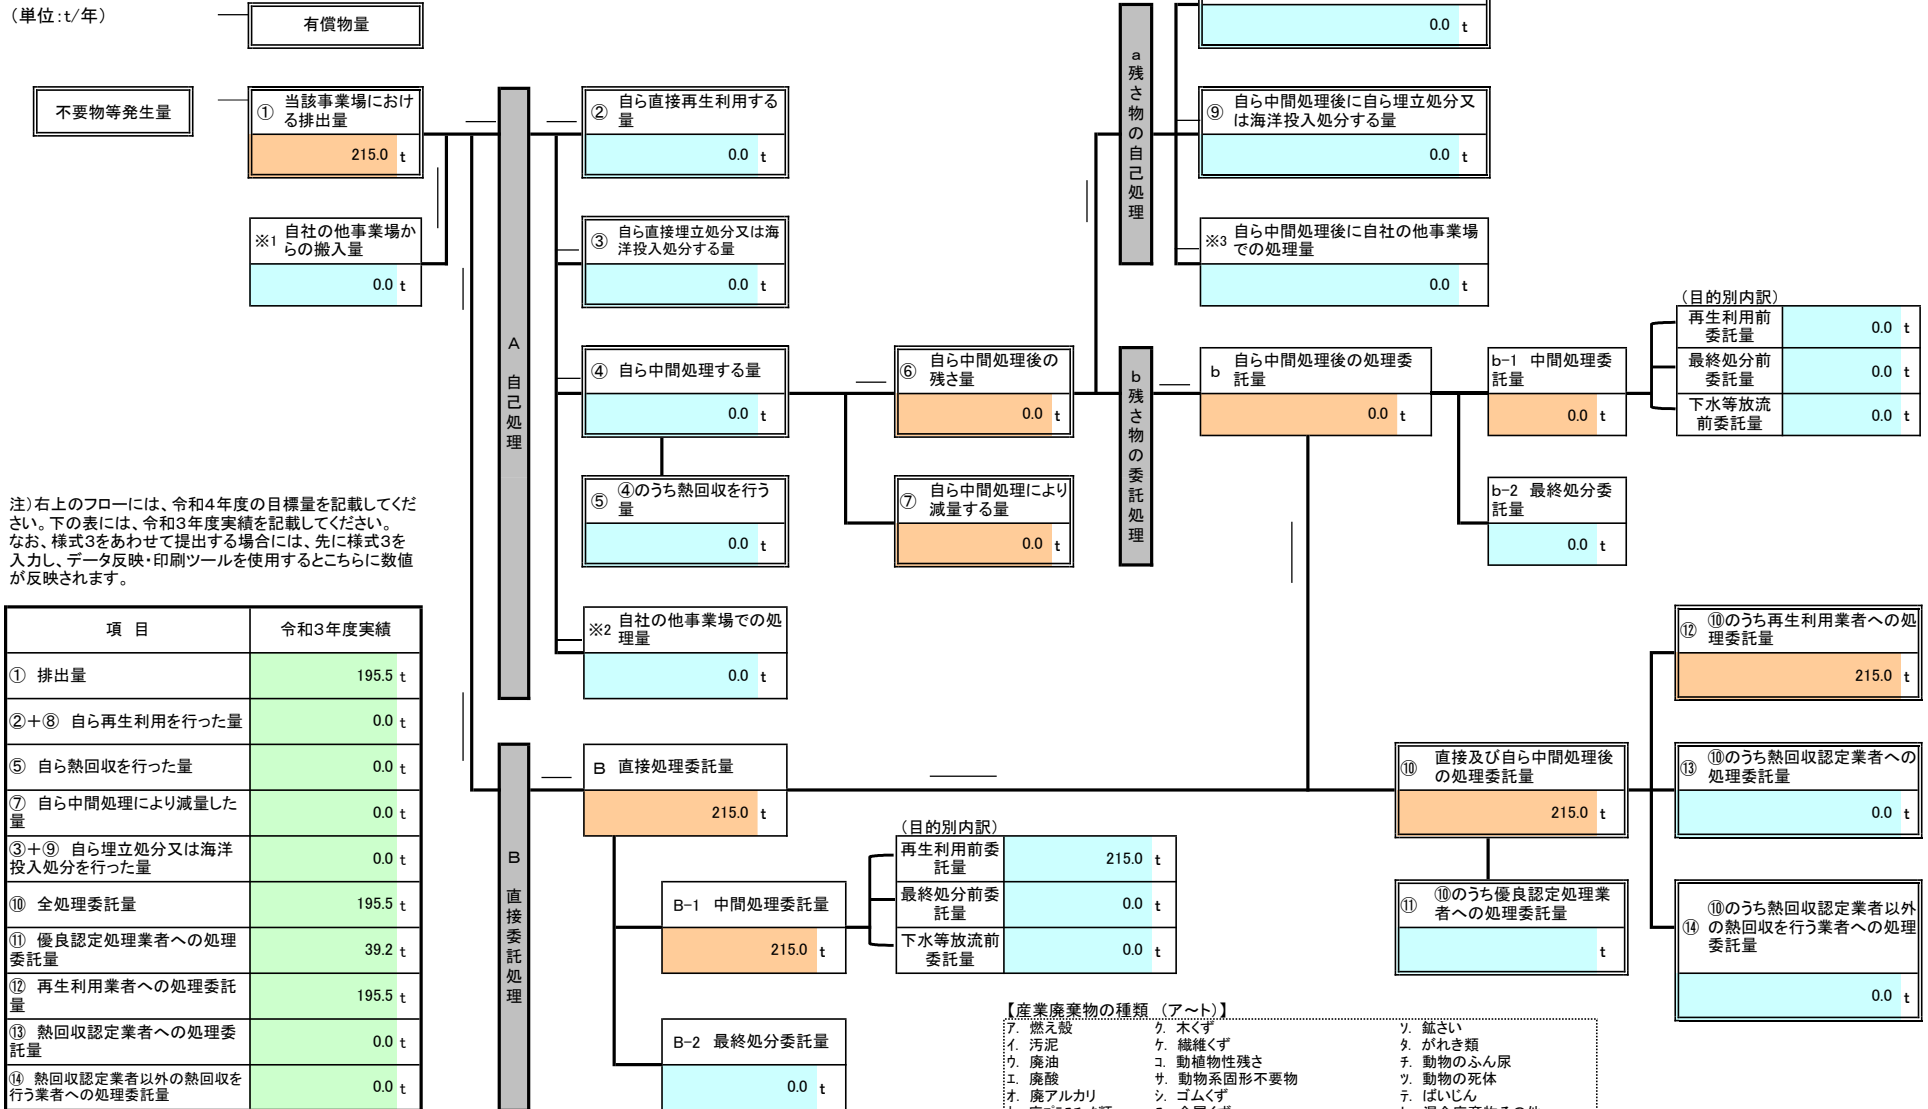 (単位:t/年)
有償物量
0.0 t
不要物等発生量
① 当該事業場におけ
る排出量
215.0 t
② 自ら直接再生利用する
量
0.0 t
a
残さ物の自己処理
⑨ 自ら中間処理後に自ら埋立処分又
は海洋投入処分する量
0.0 t
※1 自社の他事業場か
らの搬入量
0.0 t
③ 自ら直接埋立処分又は海
洋投入処分する量
0.0 t
※3 自ら中間処理後に自社の他事業場
での処理量
0.0 t
(目的別内訳)
再生利用前
委託量
0.0 t
最終処分前
委託量
0.0 t
下水等放流
前委託量
0.0 t
A
自己処理
④ 自ら中間処理する量
0.0 t
⑥ 自ら中間処理後の
残さ量
0.0 t
b
残さ物の委託処理
b 自ら中間処理後の処理委
託量
0.0 t
b-1 中間処理委
託量
0.0 t
⑤ ④のうち熱回収を行う
量
0.0 t
⑦ 自ら中間処理により
減量する量
0.0 t
b-2 最終処分委
託量
0.0 t
注)右上のフローには、令和4年度の目標量を記載してくだ
さい。下の表には、令和3年度実績を記載してください。
なお、様式3をあわせて提出する場合には、先に様式3を
入力し、データ反映・印刷ツールを使用するとこちらに数値
が反映されます。
※2 自社の他事業場での処
理量
0.0 t
項 目 令和3年度実績
① 排出量 195.5 t
②+⑧ 自ら再生利用を行った量 0.0 t
⑤ 自ら熱回収を行った量 0.0 t
⑦ 自ら中間処理により減量した
量 0.0 t
③+⑨ 自ら埋立処分又は海洋
投入処分を行った量 0.0 t
⑩ 全処理委託量 195.5 t
⑪ 優良認定処理業者への処理
委託量 39.2 t
⑫ 再生利用業者への処理委託
量 195.5 t
⑬ 熱回収認定業者への処理委
託量 0.0 t
⑭ 熱回収認定業者以外の熱回収を
行う業者への処理委託量 0.0 t
B
直接委託処理
B 直接処理委託量
215.0 t
B-1 中間処理委託量
215.0 t
(目的別内訳)
再生利用前委
託量
215.0 t
最終処分前委
託量
0.0 t
下水等放流前
委託量
0.0 t
B-2 最終処分委託量
0.0 t
⑩ 直接及び自ら中間処理後
の処理委託量
215.0 t
⑪ ⑩のうち優良認定処理業
者への処理委託量
t
⑫ ⑩のうち再生利用業者への処
理委託量
215.0 t
⑬ ⑩のうち熱回収認定業者への
処理委託量
0.0 t
⑭ ⑩のうち熱回収認定業者以外
の熱回収を行う業者への処理
委託量
0.0 t
【産業廃棄物の種類 (ア~ト)】
ア. 燃え殻 ク. 木くず ソ. 鉱さい
イ. 汚泥 ケ. 繊維くず タ. がれき類
ウ. 廃油 コ. 動植物性残さ チ. 動物のふん尿
エ. 廃酸 サ. 動物系固形不要物 ツ. 動物の死体
オ. 廃アルカリ シ. ゴムくず テ. ばいじん